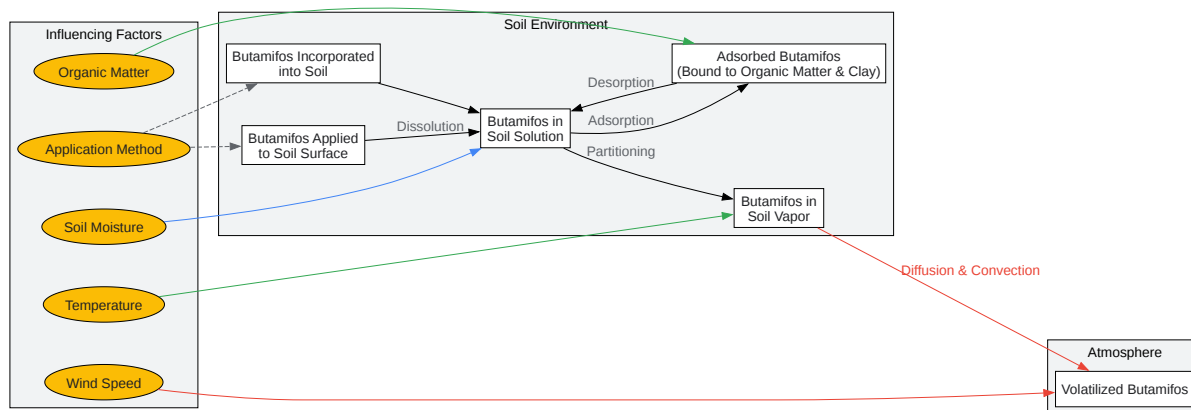 Influencing Factors
Organic Matter
Application Method
Soil Moisture
Temperature
Wind Speed
Soil Environment
Butamifos Incorporated
into Soil
Butamifos Applied
to Soil Surface
Dissolution
Butamifos in
Soil Solution
Adsorbed Butamifos
(Bound to Organic Matter & Clay)
Desorption
Adsorption
Partitioning
Butamifos in
Soil Vapor
Diffusion & Convection
Atmosphere
Volatilized Butamifos